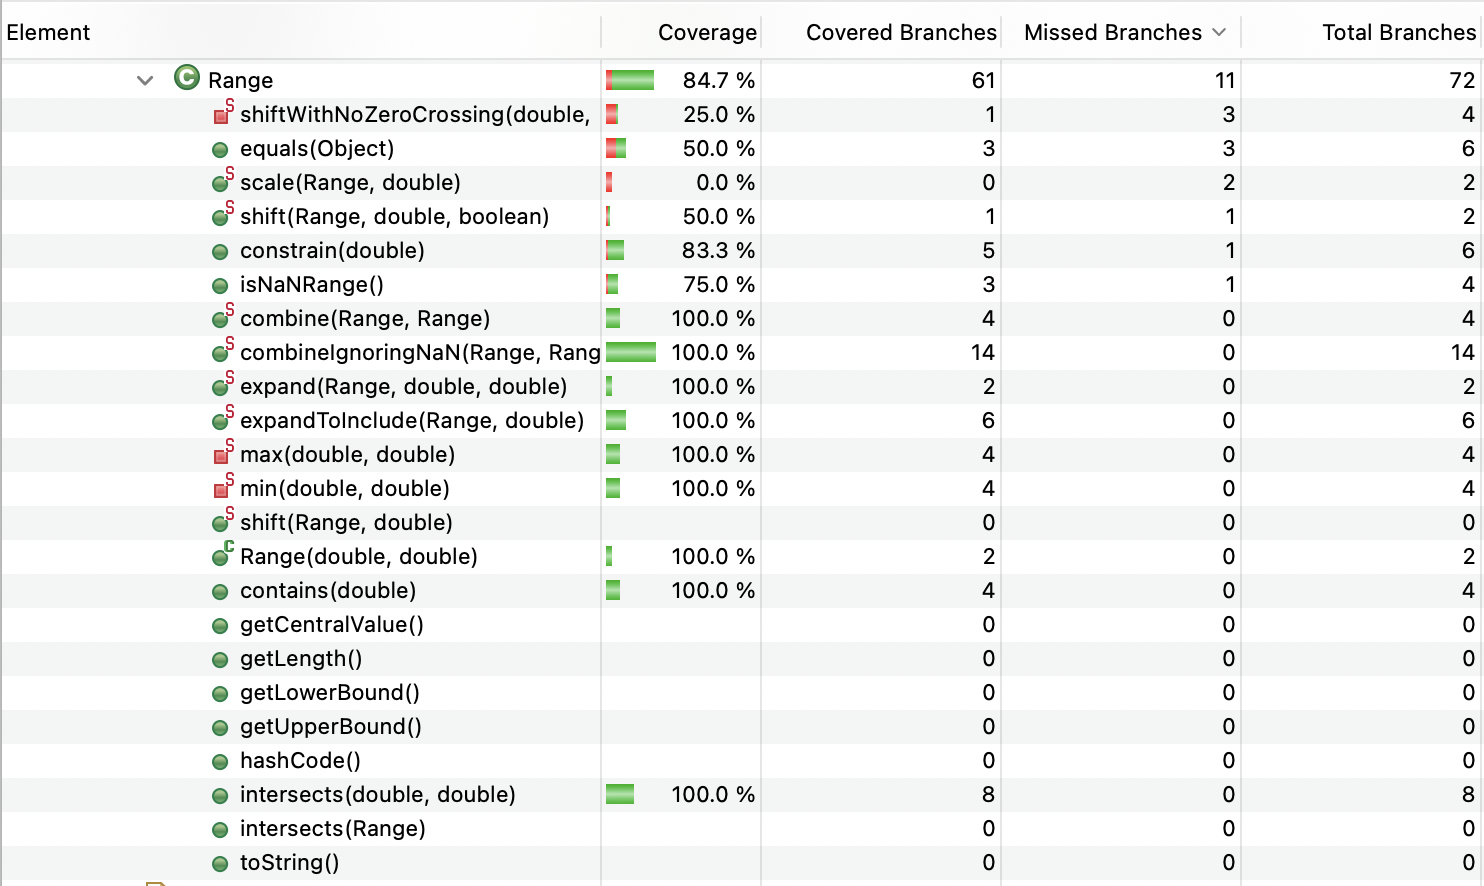 Element Coverage Covered Branches Missed Branches Total Branches
C Range 84.7 % 61 11 72
S shiftWithNoZeroCrossing(double, 25.0 % 1 3 4
equals(Object) 50.0 % 3 3 6
S scale(Range, double) 0.0 % 0 2 2
S shift(Range, double, boolean) 50.0 % 1 1 2
constrain(double) 83.3 % 5 1 6
isNaNRange() 75.0 % 3 1 4
S combine(Range, Range) 100.0 % 4 0 4
S combineIgnoringNaN(Range, Rang 100.0 % 14 0 14
S expand(Range, double, double) 100.0 % 2 0 2
S expandToInclude(Range, double) 100.0 % 6 0 6
S max(double, double) 100.0 % 4 0 4
S min(double, double) 100.0 % 4 0 4
S shift(Range, double) 0 0 0
C Range(double, double) 100.0 % 2 0 2
contains(double) 100.0 % 4 0 4
getCentralValue() 0 0 0
getLength() 0 0 0
getLowerBound() 0 0 0
getUpperBound() 0 0 0
hashCode() 0 0 0
intersects(double, double) 100.0 % 8 0 8
intersects(Range) 0 0 0
toString() 0 0 0